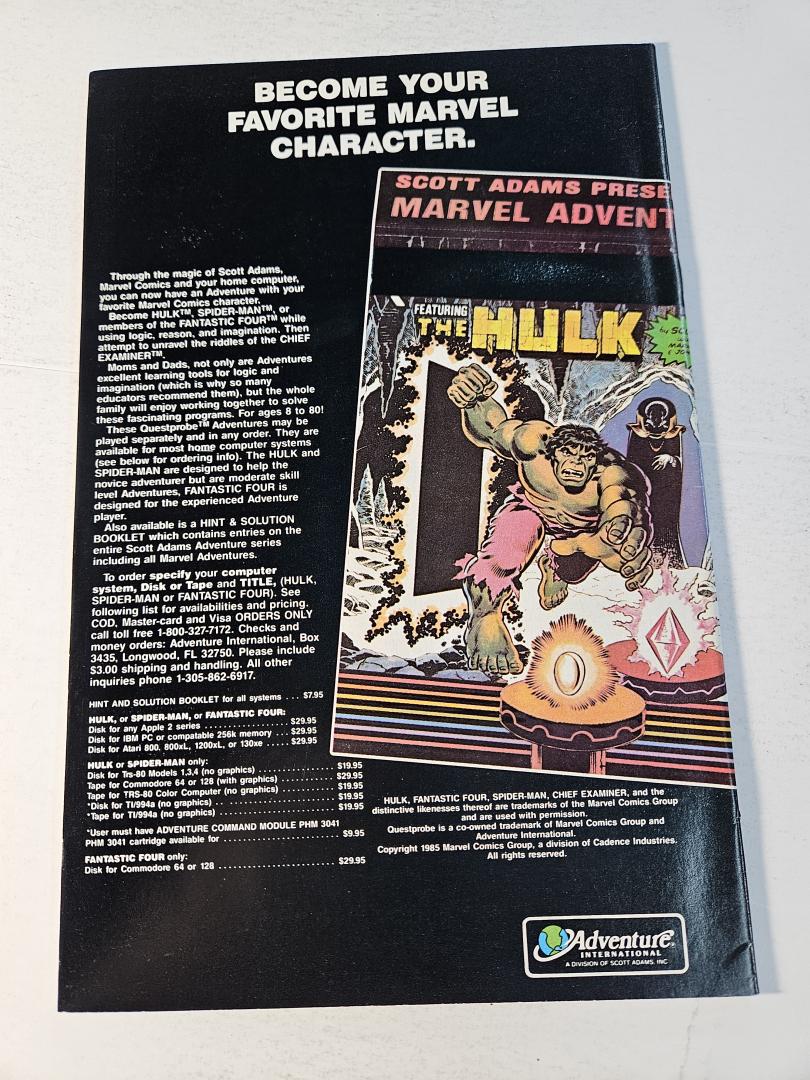 BECOME YOUR
FAVORITE MARVEL
CHARACTER.
SCOTT ADAMS PRESE
MARVEL ADVENT
FEATURING
THE HULK
by SCO
Through the magic of Scott Adams,
Marvel Comics and your home computer,
you can now have an Adventure with your
favorite Marvel Comics character.
Become HULK™, SPIDER-MAN™, or
members of the FANTASTIC FOUR™ while
using logic, reason, and imagination. Then
attempt to unravel the riddles of the CHIEF
EXAMINER™.
Moms and Dads, not only are Adventures
excellent learning tools for logic and
imagination (which is why so many
educators recommend them), but the whole
family will enjoy working together to solve
these fascinating programs. For ages 8 to 80!
These Questprobe™ Adventures may be
played separately and in any order. They are
available for most home computer systems
(see below for ordering info). The HULK and
SPIDER-MAN are designed to help the
novice adventurer but are moderate skill
level Adventures, FANTASTIC FOUR is
designed for the experienced Adventure
player.
Also available is a HINT & SOLUTION
BOOKLET which contains entries on the
entire Scott Adams Adventure series
including all Marvel Adventures.
To order specify your computer
system, Disk or Tape and TITLE, (HULK,
SPIDER-MAN or FANTASTIC FOUR). See
following list for availabilities and pricing.
COD. Master-card and Visa ORDERS ONLY
call toll free 1-800-327-7172. Checks and
money orders: Adventure International, Box
3435, Longwood, FL 32750. Please include
$3.00 shipping and handling. All other
inquiries phone 1-305-862-6917.
HINT AND SOLUTION BOOKLET for all systems ... $7.95
HULK, or SPIDER-MAN, or FANTASTIC FOUR:
Disk for any Apple 2 series ................... $29.95
Disk for IBM PC or compatable 256k memory .... $29.95
Disk for Atari 800, 800xL, 1200xL, or 130xe ..... $29.95
HULK or SPIDER-MAN only:
Disk for Trs-80 Models 1,3,4 (no graphics) .................. $19.95
Tape for Commodore 64 or 128 (with graphics) .............. $29.95
Tape for TRS-80 Color Computer (no graphics) .............. $19.95
*Disk for TI/994a (no graphics) ............................. $19.95
*Tape for TI/994a (no graphics) ............................. $19.95
*User must have ADVENTURE COMMAND MODULE PHM 3041
PHM 3041 cartridge available for .......................... $9.95
FANTASTIC FOUR only:
Disk for Commodore 64 or 128 ............................ $29.95
HULK, FANTASTIC FOUR, SPIDER-MAN, CHIEF EXAMINER, and the
distinctive likenesses thereof are trademarks of the Marvel Comics Group
and are used with permission.
Questprobe is a co-owned trademark of Marvel Comics Group and
Adventure International.
Copyright 1985 Marvel Comics Group, a division of Cadence Industries.
All rights reserved.
Adventure
INTERNATIONAL
A DIVISION OF SCOTT ADAMS, INC